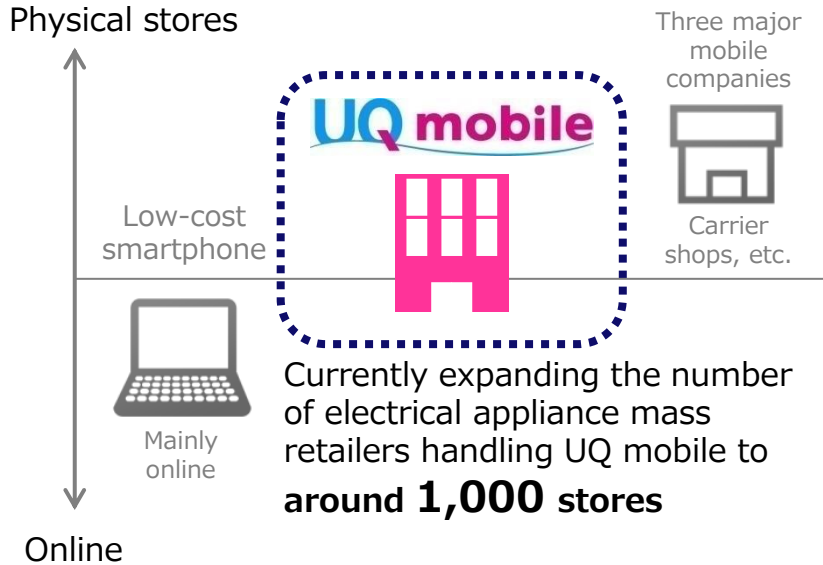 Physical stores
Three major
mobile
companies
UQ mobile
Low-cost
smartphone
Carrier
shops, etc.
Mainly
online
Currently expanding the number
of electrical appliance mass
retailers handling UQ mobile to
around 1,000 stores
Online